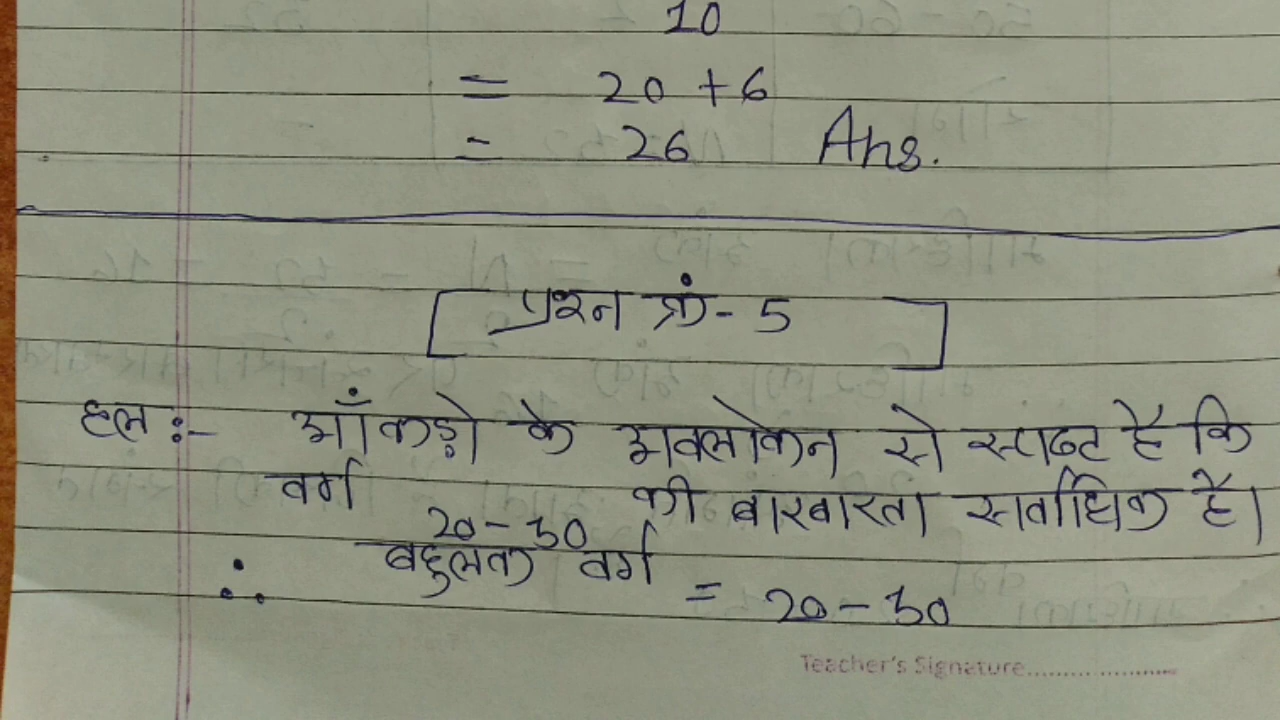 10
= 20 + 6
= 26 Ans.
प्रश्न क्रं - 5
हल :- आँकड़ो के अवलोकन से स्पष्ट है कि
वर्ग 20 - 30 की बारबारता सर्वाधिक है।
∴ बहुलक वर्ग = 20 - 30
Teacher's Signature.....................